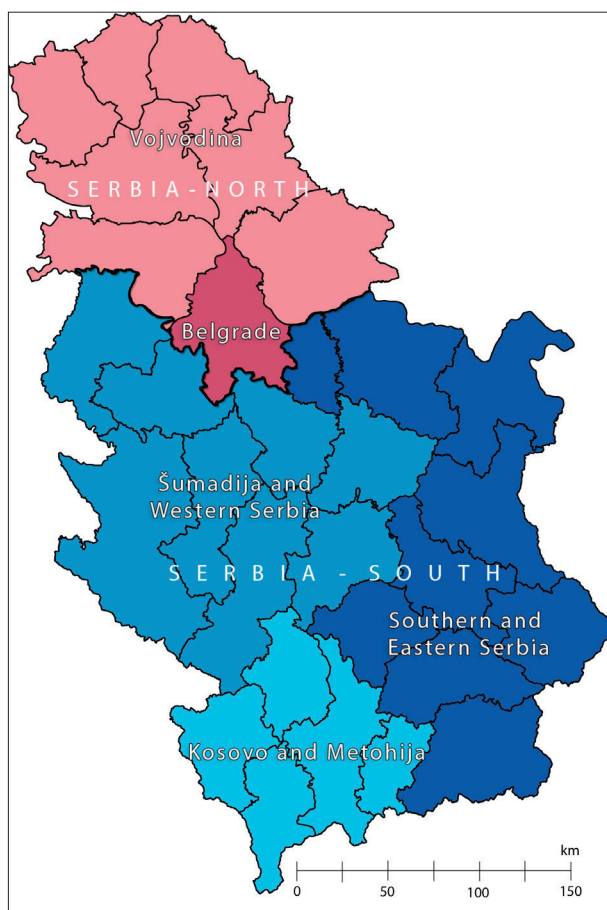 Vojvodina
SERBIA-NORTH
Belgrade
Šumadija and
Western Serbia
SERBIA - SOUTH
Southern and
Eastern Serbia
Kosovo and Metohija
km
0 50 100 150